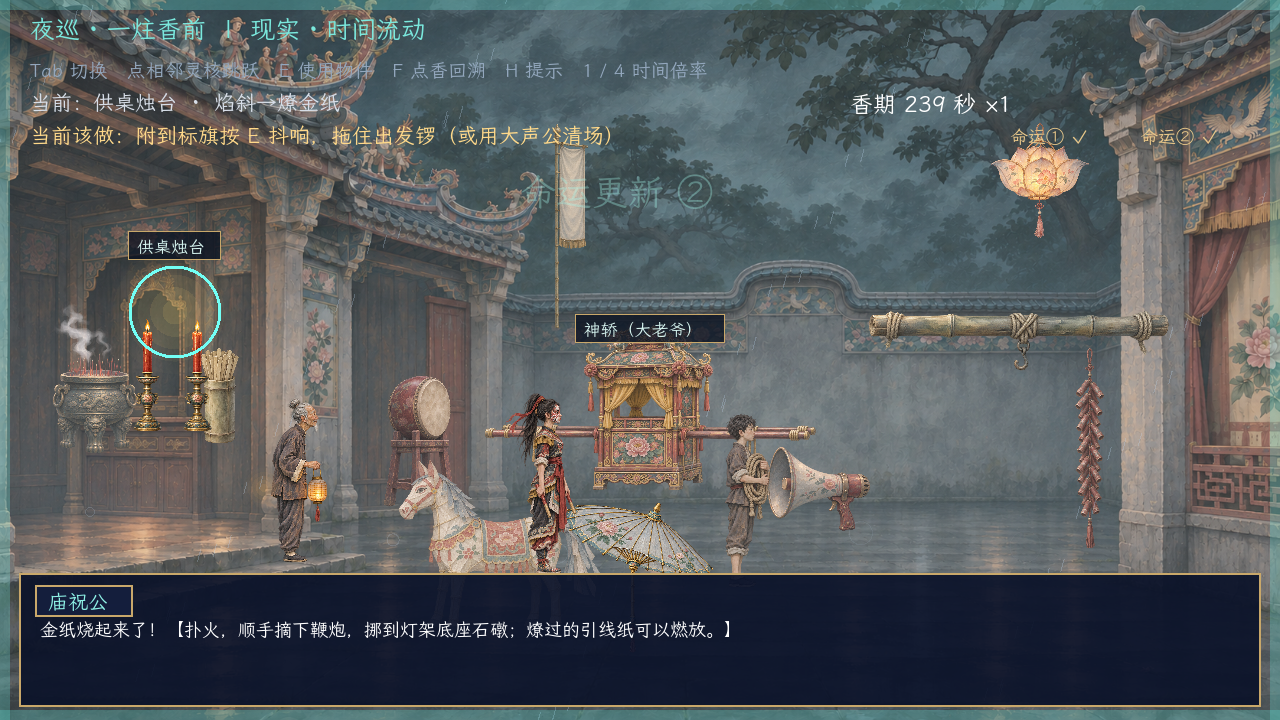 夜巡·一炷香前 | 现实·时间流动
Tab 切换 点相邻灵核跳跃 E 使用物件 F 点香回溯 H 提示 1 / 4 时间倍率
当前：供桌烛台 · 焰斜→燎金纸
香期 239 秒 ×1
当前该做：附到标旗按 E 抖响，拖住出发锣（或用大声公清场）
命运① ✓
命运② ✓
命运更新 ②
供桌烛台
神轿（大老爷）
庙祝公
金纸烧起来了！【扑火，顺手摘下鞭炮，挪到灯架底座石礅；燎过的引线纸可以燃放。】